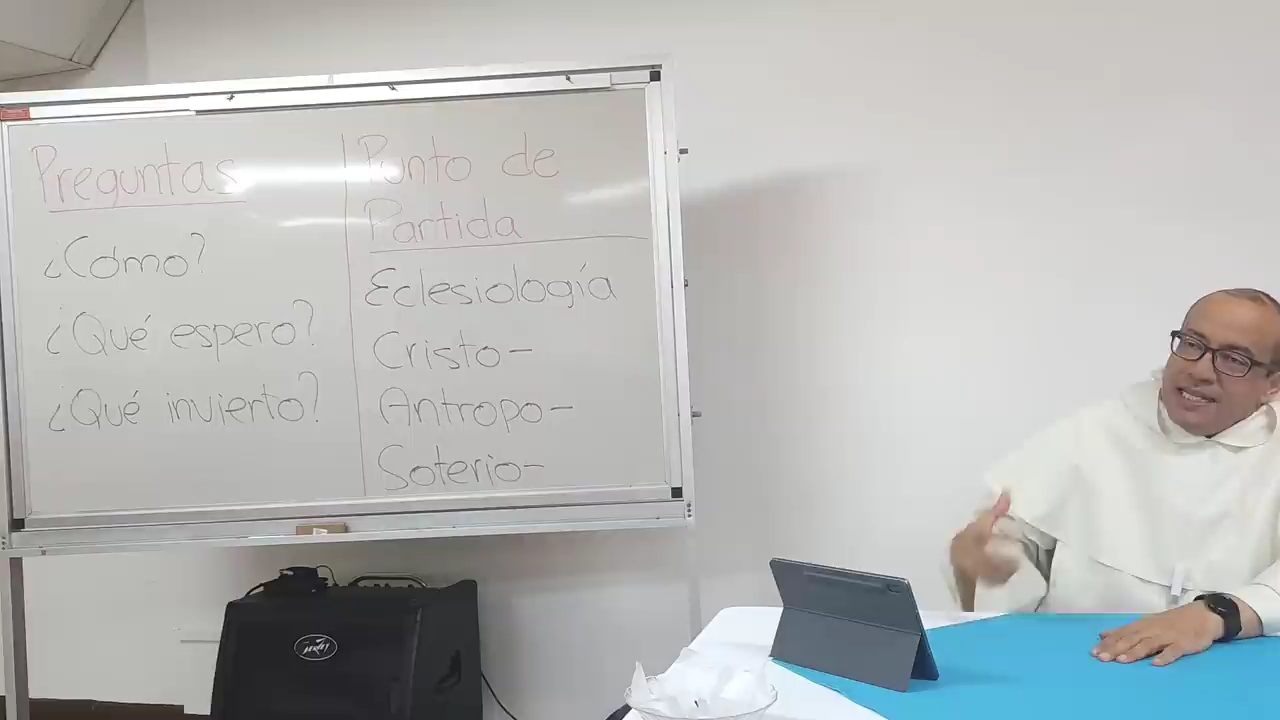 Preguntas
¿Cómo?
¿Qué espero?
¿Qué invierto?
Punto de
Partida
Eclesiología
Cristo-
Antropo-
Soterio-